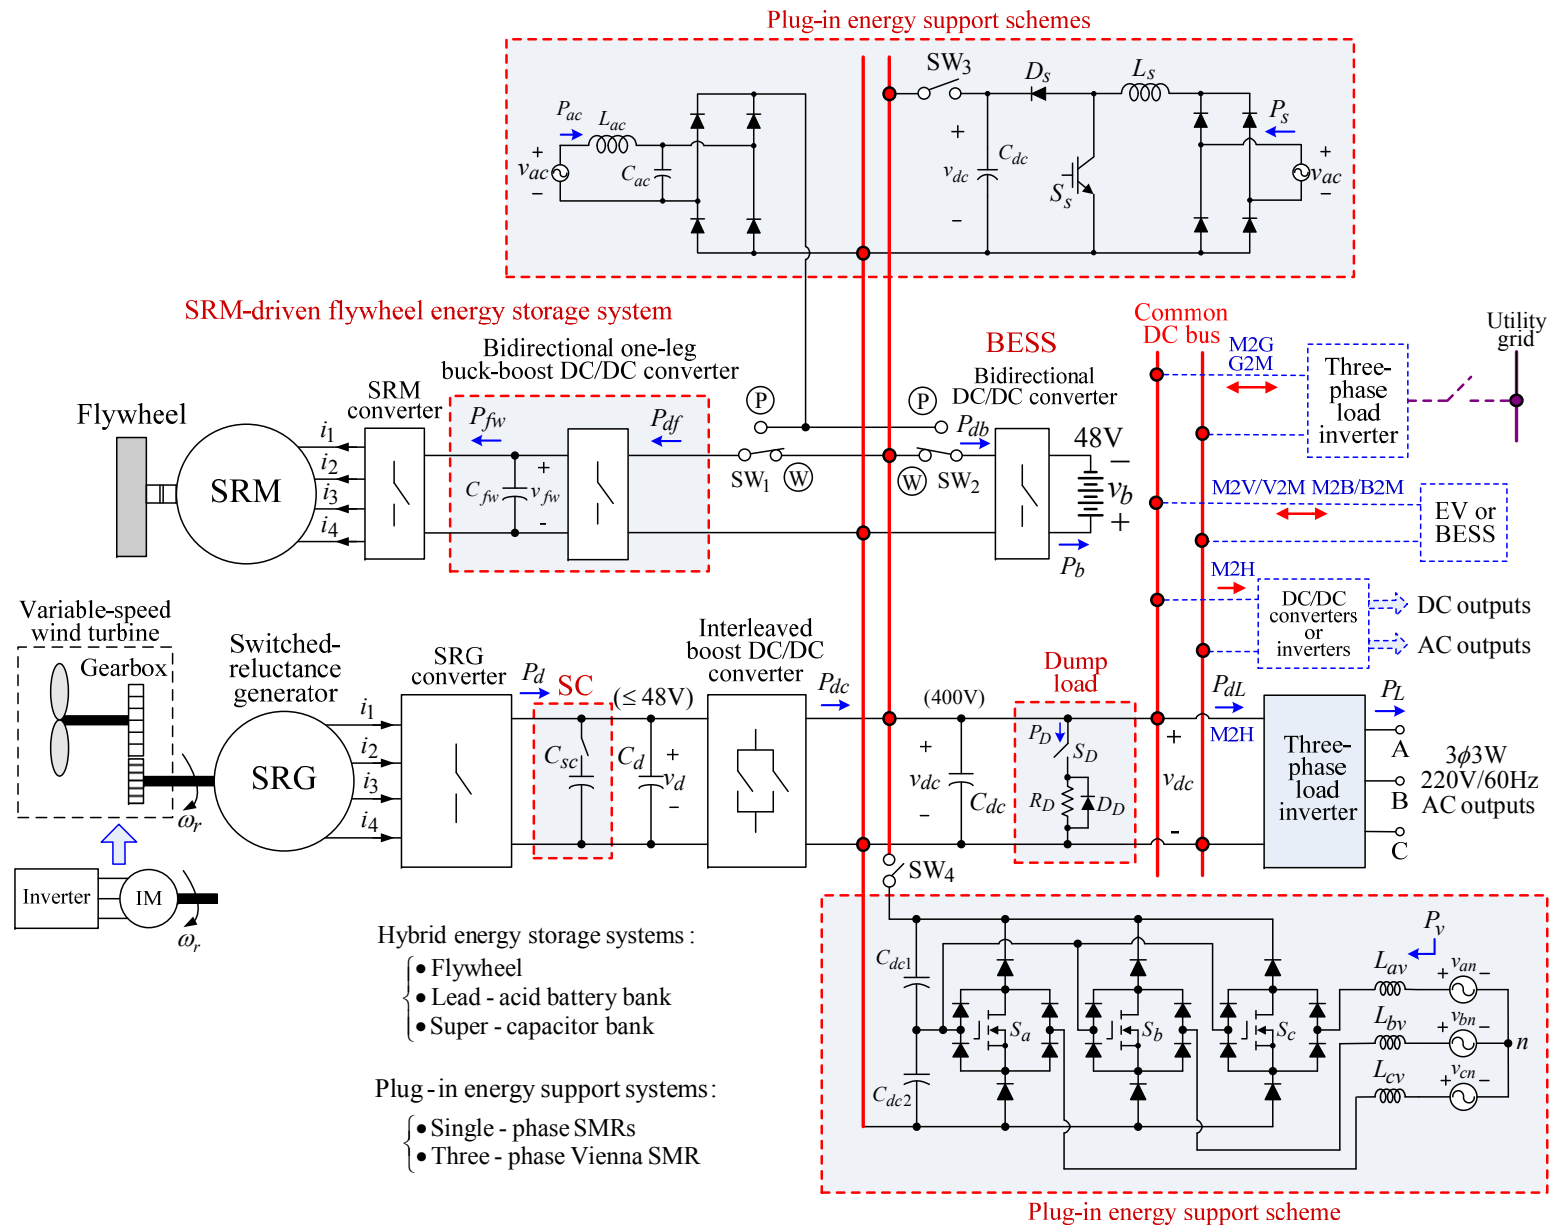 Plug-in energy support schemes
SW3
Ds
Ls
Pac
Lac
+
vac
−
Cac
+
vdc
−
Cdc
Ss
Ps
+
vac
−
SRM-driven flywheel energy storage system
Bidirectional one-leg
buck-boost DC/DC converter
SRM
converter
Flywheel
SRM
i1
i2
i3
i4
Pfw
Pdf
Cfw
+
vfw
-
P
P
SW1
W
W
SW2
BESS
Bidirectional
DC/DC converter
Pdb
48V
−
vb
+
Pb
Common
DC bus
M2G
G2M
Three-
phase
load
inverter
Utility
grid
M2V/V2M M2B/B2M
EV or
BESS
M2H
DC/DC
converters
or
inverters
DC outputs
AC outputs
Variable-speed
wind turbine
Gearbox
ωr
Switched-
reluctance
generator
SRG
i1
i2
i3
i4
SRG
converter
Pd
SC
Csc
(≤ 48V)
Cd
+
vd
−
Interleaved
boost DC/DC
converter
Pdc
(400V)
+
vdc
−
Cdc
Dump
load
PD
SD
RD
DD
+
vdc
-
PdL
M2H
Three-
phase
load
inverter
PL
A
B
C
3ϕ3W
220V/60Hz
AC outputs
Inverter
IM
ωr
SW4
Hybrid energy storage systems :
• Flywheel
• Lead - acid battery bank
• Super - capacitor bank
Plug - in energy support systems :
• Single - phase SMRs
• Three - phase Vienna SMR
Cdc1
Cdc2
Sa
Sb
Sc
Pv
Lav
+ van −
Lbv
+ vbn −
Lcv
+ vcn −
n
Plug-in energy support scheme